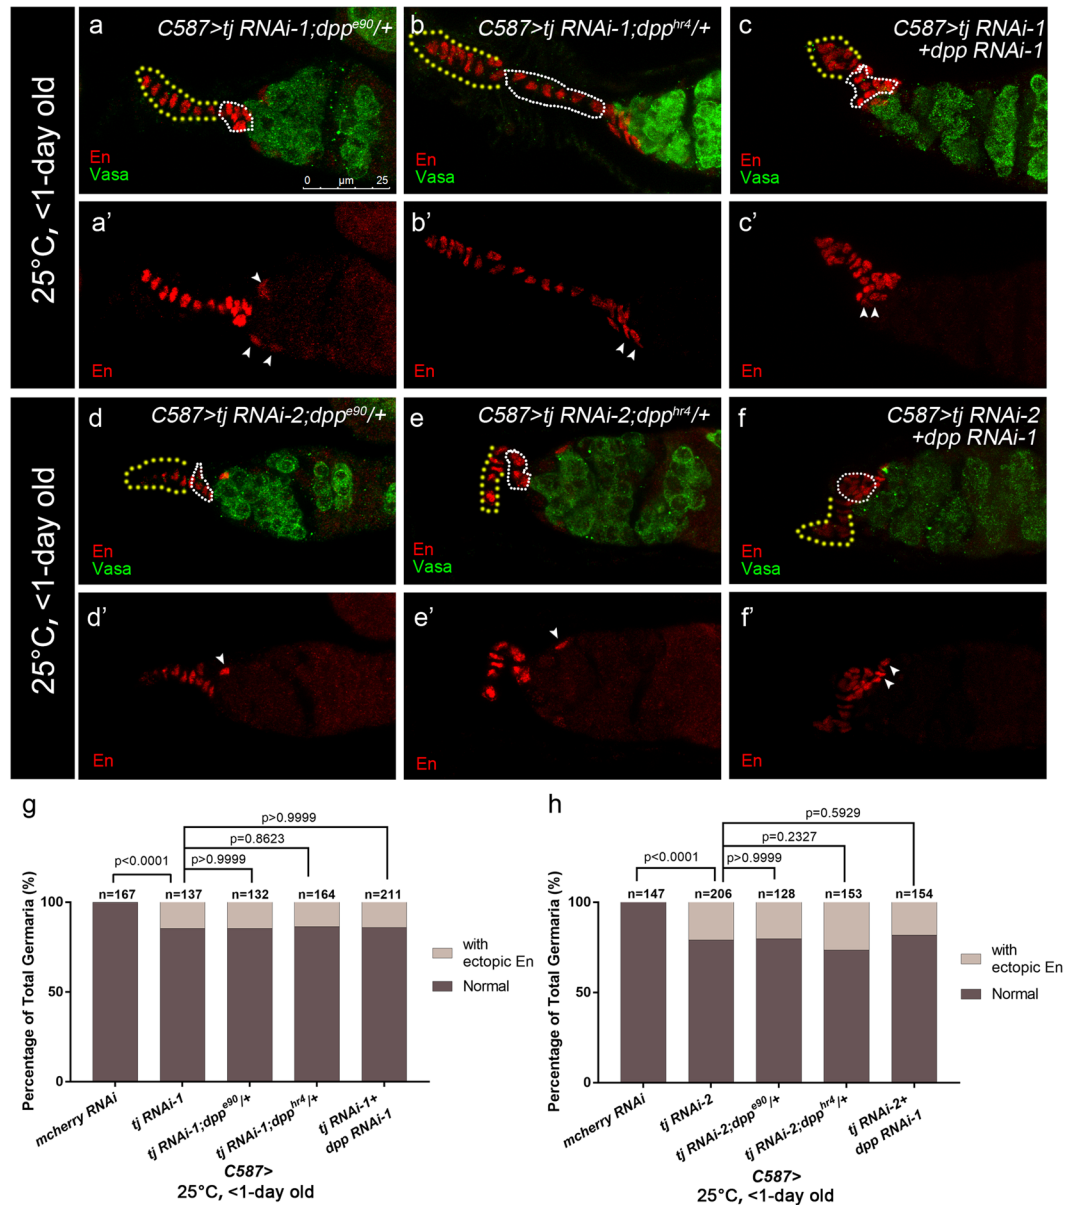 25°C, <1-day old
a
C587>tj RNAi-1;dpp^e90/+
En
Vasa
0 µm 25
b
C587>tj RNAi-1;dpp^hr4/+
En
Vasa
c
C587>tj RNAi-1
+dpp RNAi-1
En
Vasa
a’
En
b’
En
c’
En
25°C, <1-day old
d
C587>tj RNAi-2;dpp^e90/+
En
Vasa
e
C587>tj RNAi-2;dpp^hr4/+
En
Vasa
f
C587>tj RNAi-2
+dpp RNAi-1
En
Vasa
d’
En
e’
En
f’
En
g
p>0.9999
p=0.8623
p<0.0001
p>0.9999
n=167 n=137 n=132 n=164 n=211
Percentage of Total Germaria (%)
100
50
0
with
ectopic En
Normal
mcherry RNAi
tj RNAi-1
tj RNAi-1;dpp^e90/+
tj RNAi-1;dpp^hr4/+
tj RNAi-1+
dpp RNAi-1
C587>
25°C, <1-day old
h
p=0.5929
p=0.2327
p<0.0001
p>0.9999
n=147 n=206 n=128 n=153 n=154
Percentage of Total Germaria (%)
100
50
0
with
ectopic En
Normal
mcherry RNAi
tj RNAi-2
tj RNAi-2;dpp^e90/+
tj RNAi-2;dpp^hr4/+
tj RNAi-2+
dpp RNAi-1
C587>
25°C, <1-day old